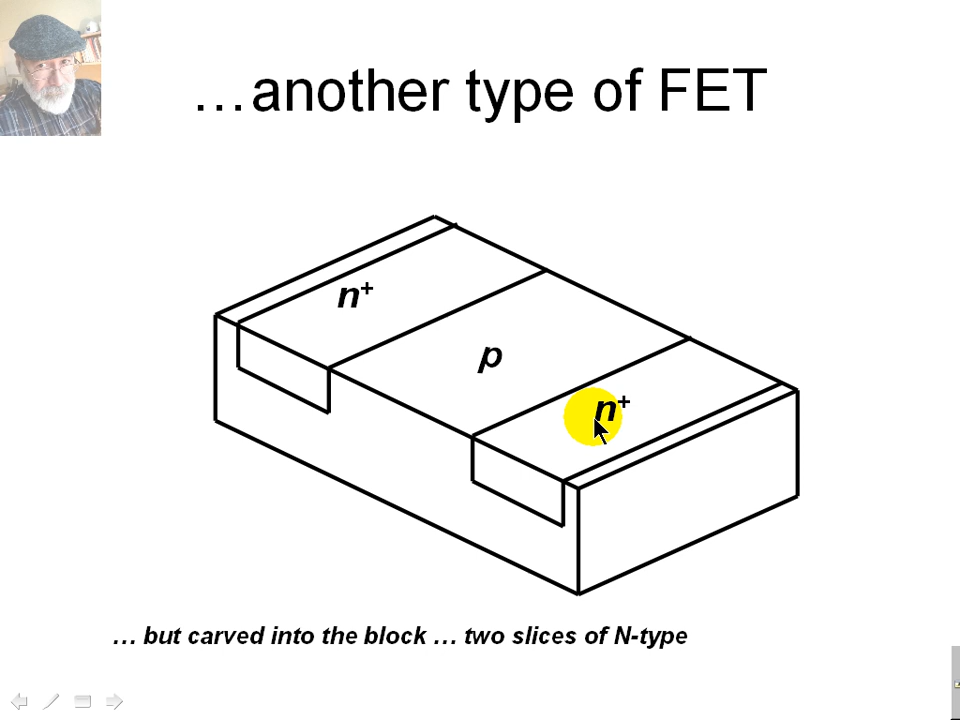 …another type of FET
n+
p
n+
… but carved into the block … two slices of N-type